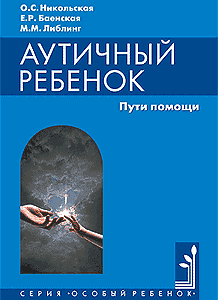 О.С. Никольская
Е.Р. Баенская
М.М. Либлинг
АУТИЧНЫЙ
РЕБЕНОК
Пути помощи
СЕРИЯ «ОСОБЫЙ РЕБЕНОК»